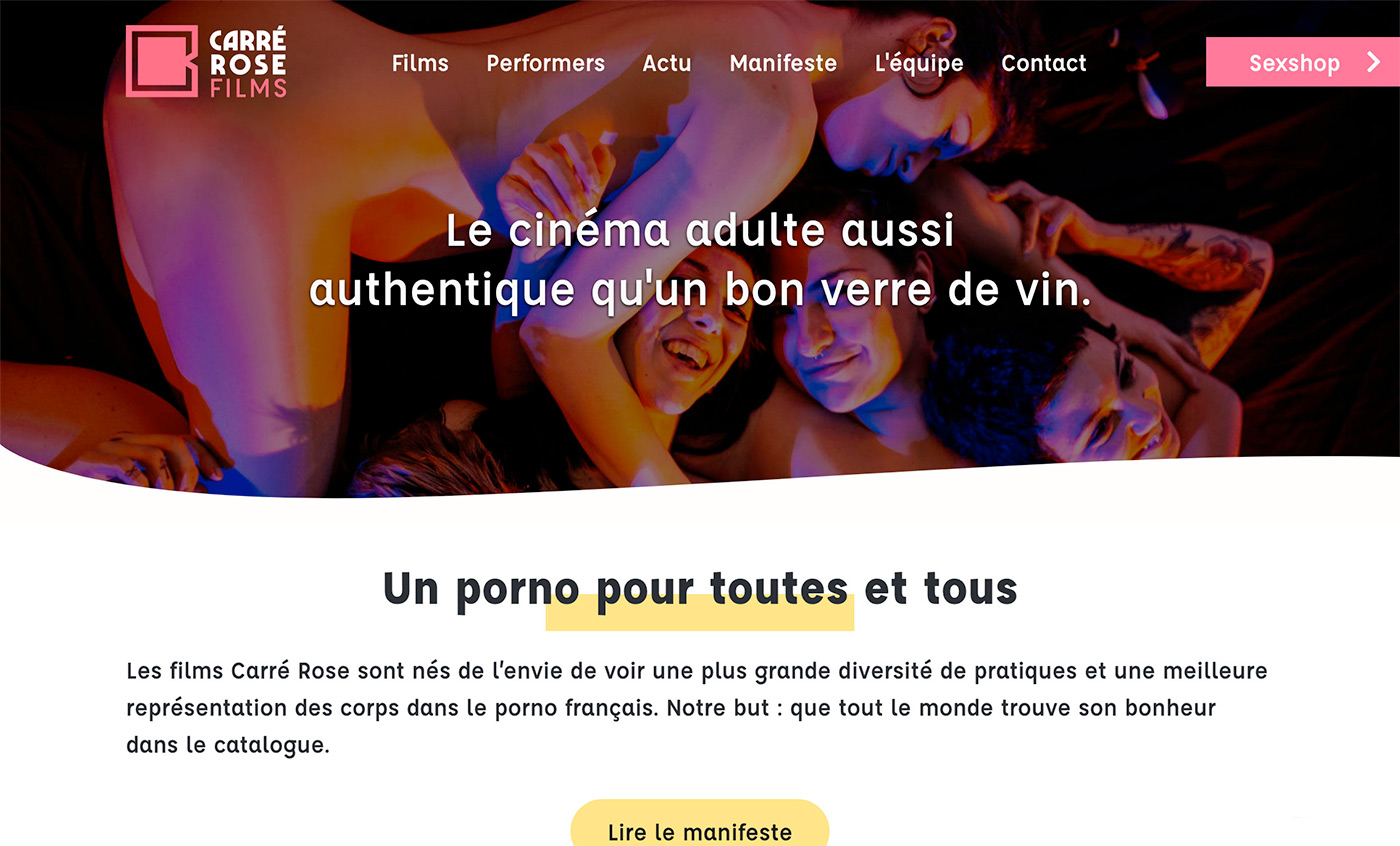 CARRÉ
ROSE
FILMS
Films Performers Actu Manifeste L'équipe Contact
Sexshop
Le cinéma adulte aussi
authentique qu'un bon verre de vin.
Un porno pour toutes et tous
Les films Carré Rose sont nés de l’envie de voir une plus grande diversité de pratiques et une meilleure
représentation des corps dans le porno français. Notre but : que tout le monde trouve son bonheur
dans le catalogue.
Lire le manifeste